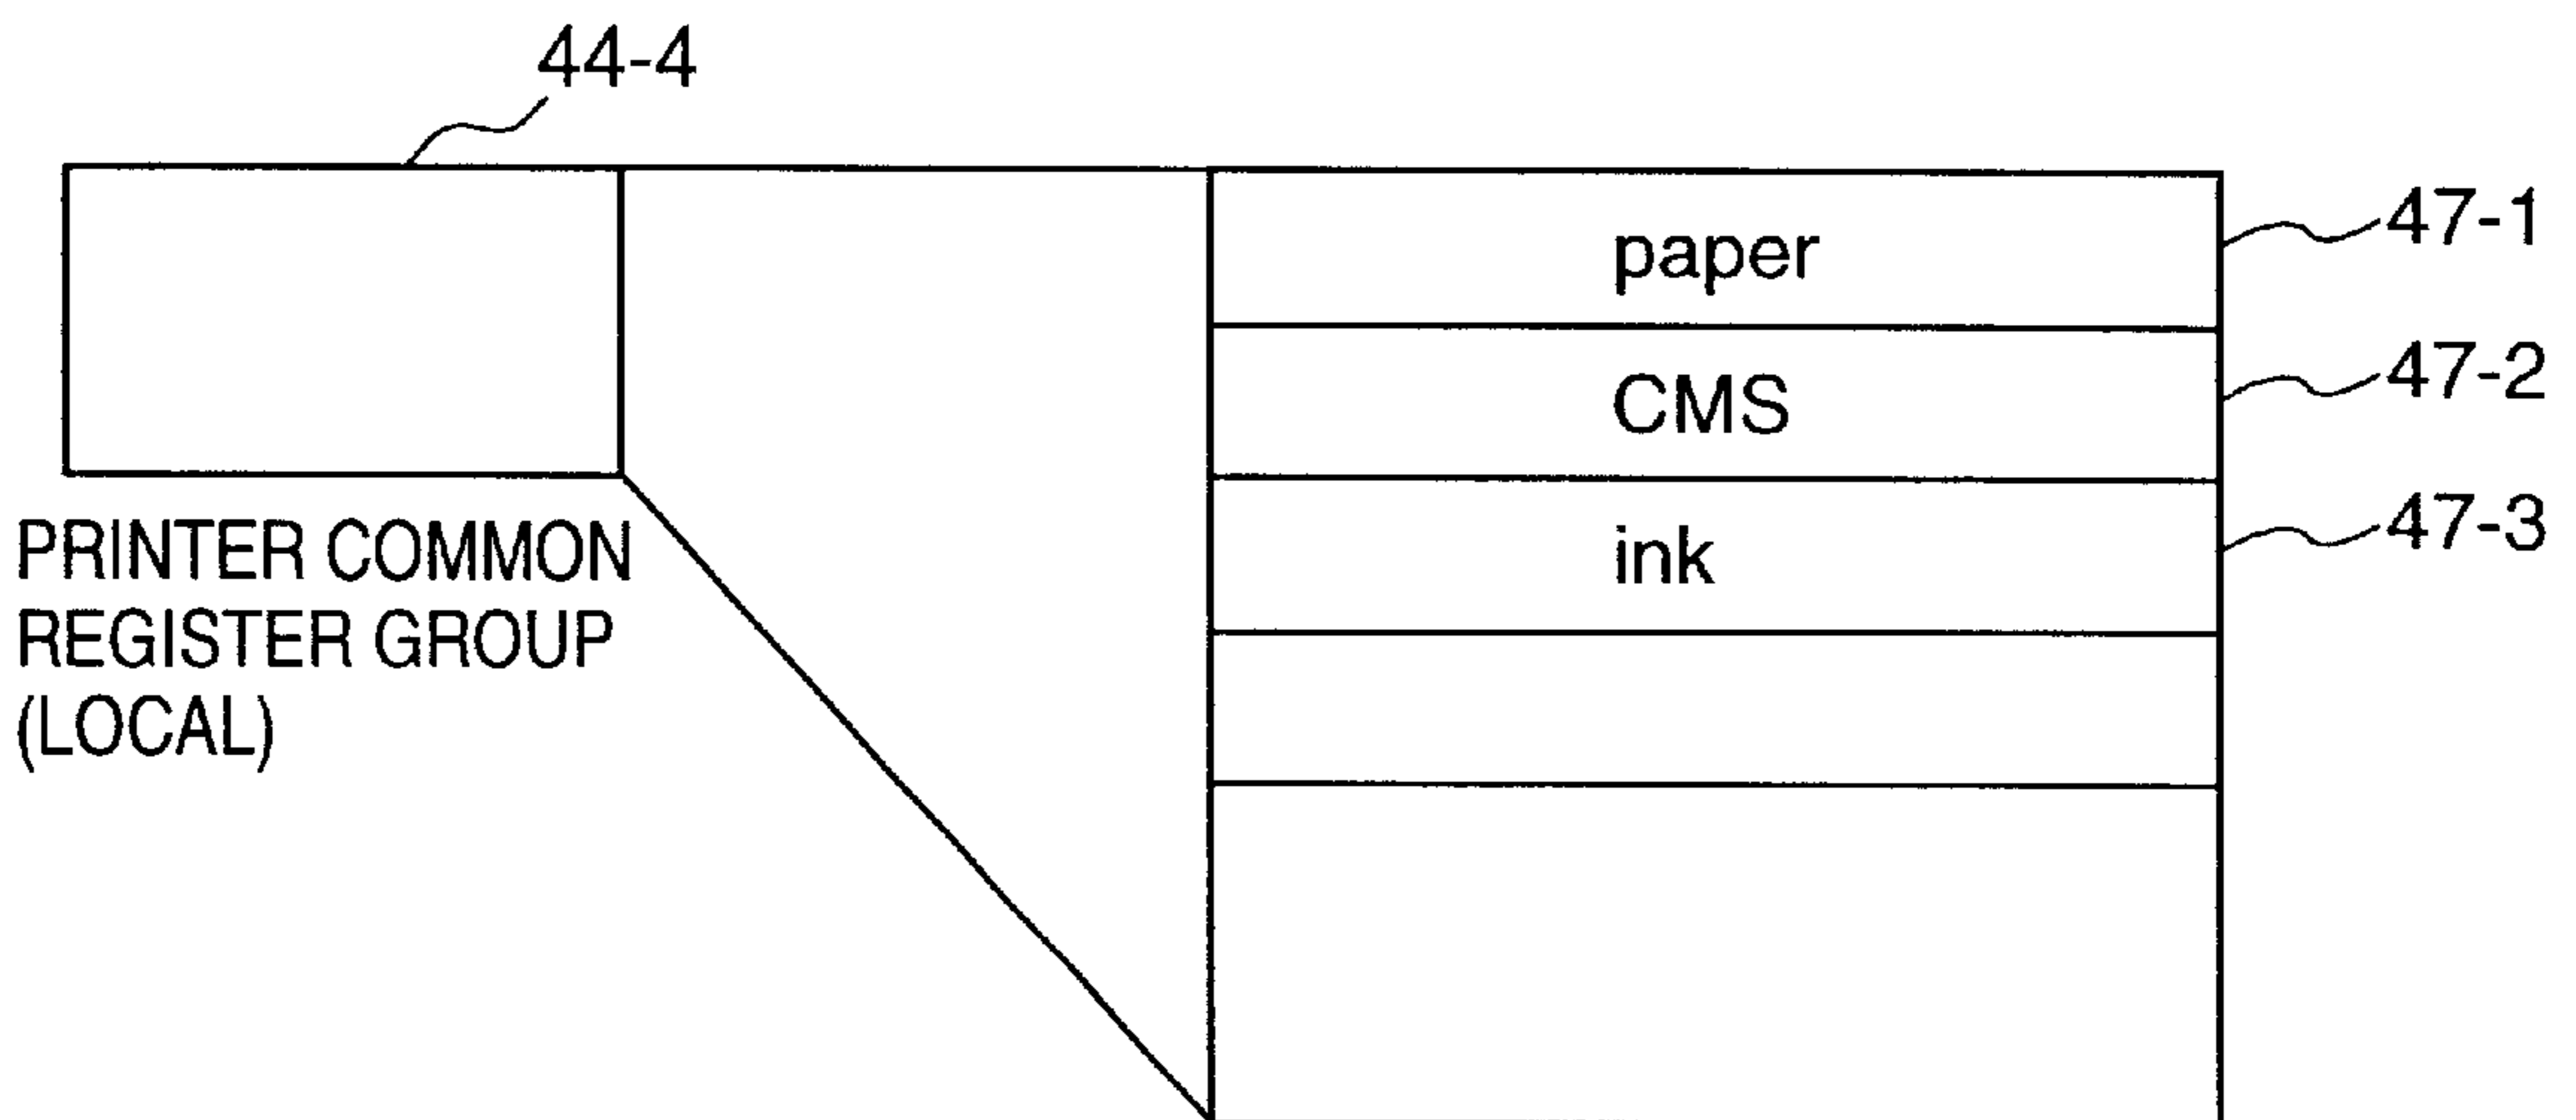 44-4
paper
47-1
CMS
47-2
ink
47-3
PRINTER COMMON
REGISTER GROUP
(LOCAL)